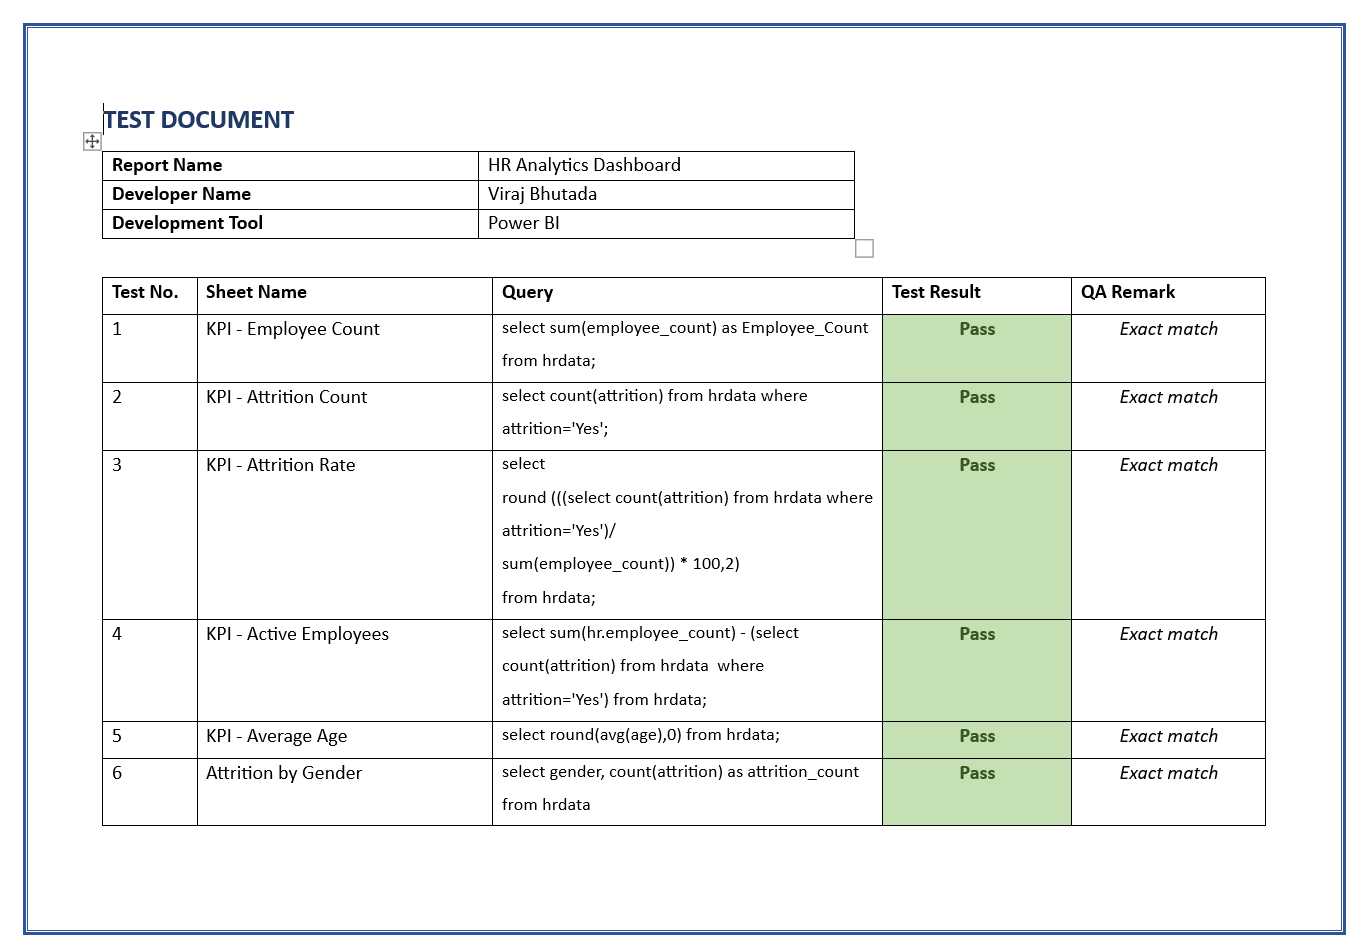 TEST DOCUMENT
Report Name HR Analytics Dashboard
Developer Name Viraj Bhutada
Development Tool Power BI
Test No. Sheet Name Query Test Result QA Remark
1 KPI - Employee Count select sum(employee_count) as Employee_Count Pass Exact match
from hrdata;
2 KPI - Attrition Count select count(attrition) from hrdata where Pass Exact match
attrition='Yes';
3 KPI - Attrition Rate select Pass Exact match
round (((select count(attrition) from hrdata where
attrition='Yes')/
sum(employee_count)) * 100,2)
from hrdata;
4 KPI - Active Employees select sum(hr.employee_count) - (select Pass Exact match
count(attrition) from hrdata  where
attrition='Yes') from hrdata;
5 KPI - Average Age select round(avg(age),0) from hrdata; Pass Exact match
6 Attrition by Gender select gender, count(attrition) as attrition_count Pass Exact match
from hrdata